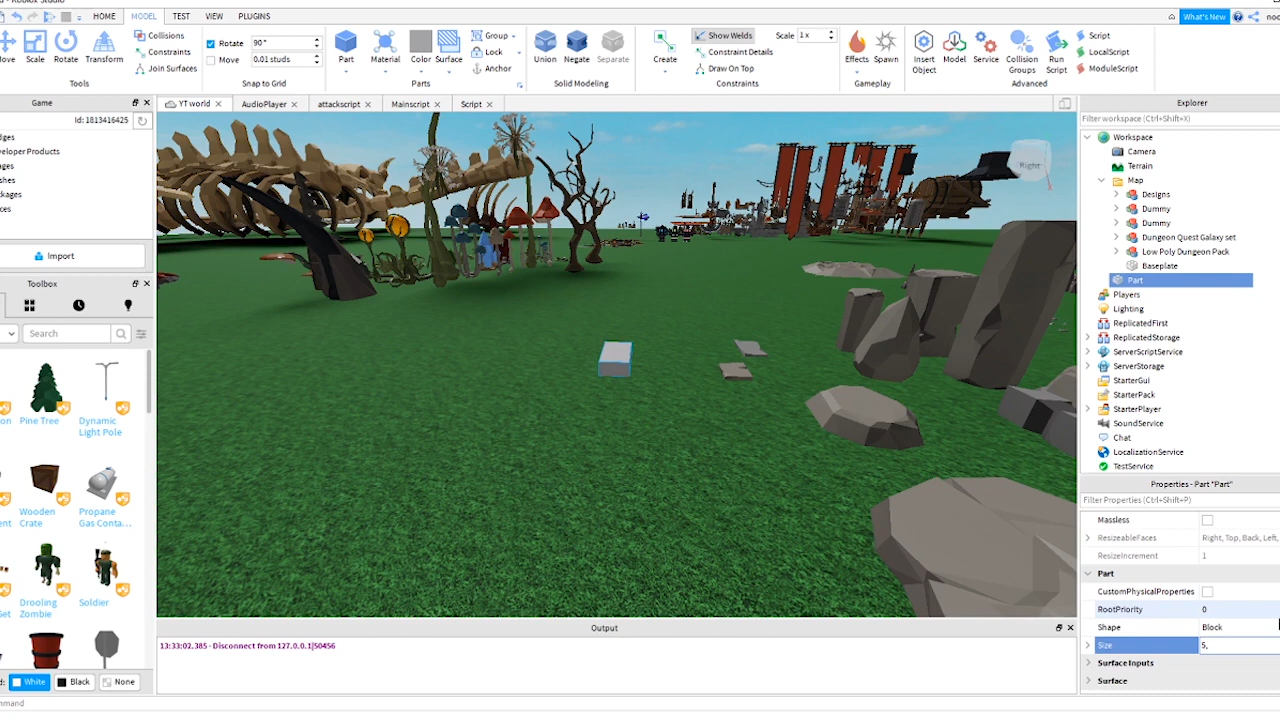 HOME MODEL TEST VIEW PLUGINS What's New
Collisions
Constraints
Join Surfaces
Scale Rotate Transform
Tools
Rotate 90 °
Move 0.01 studs
Snap to Grid
Part Material Color Surface
Group
Lock
Anchor
Parts
Union Negate Separate
Solid Modeling
Create
Show Welds Scale 1 x
Constraint Details
Draw On Top
Constraints
Effects Spawn
Gameplay
Insert Object Model Service Collision Groups Run Script
Script
LocalScript
ModuleScript
Advanced
Game
Id: 1813416425
Import
Toolbox
Search
Pine Tree
Dynamic Light Pole
Wooden Crate
Propane Gas Conta...
Drooling Zombie
Soldier
White Black None
YT world AudioPlayer attackscript Mainscript Script
Right
Output
13:33:02.385 - Disconnect from 127.0.0.1|50456
Explorer
Filter workspace (Ctrl+Shift+X)
Workspace
Camera
Terrain
Map
Designs
Dummy
Dummy
Dungeon Quest Galaxy set
Low Poly Dungeon Pack
Baseplate
Part
Players
Lighting
ReplicatedFirst
ReplicatedStorage
ServerScriptService
ServerStorage
StarterGui
StarterPack
StarterPlayer
SoundService
Chat
LocalizationService
TestService
Properties - Part "Part"
Filter Properties (Ctrl+Shift+P)
Massless
ResizeableFaces Right, Top, Back, Left,
ResizeIncrement 1
Part
CustomPhysicalProperties
RootPriority 0
Shape Block
Size 5,
Surface Inputs
Surface